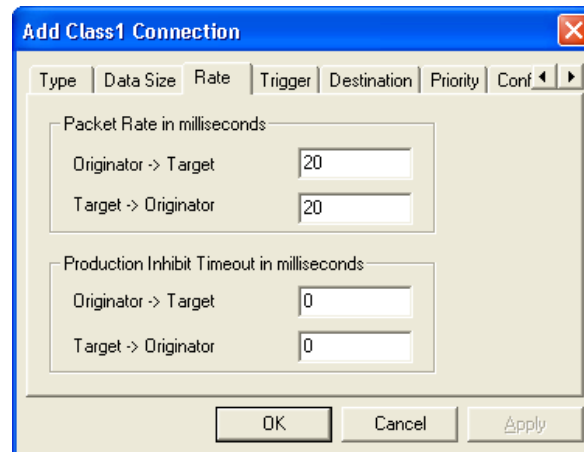 Add Class1 Connection
Type Data Size Rate Trigger Destination Priority Conf
Packet Rate in milliseconds
Originator -> Target 20
Target -> Originator 20
Production Inhibit Timeout in milliseconds
Originator -> Target 0
Target -> Originator 0
OK Cancel Apply